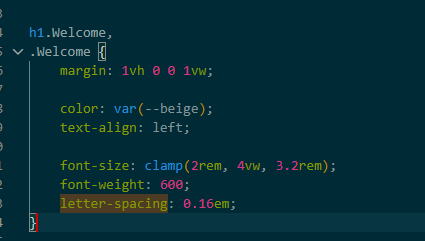 h1.Welcome,
.Welcome {
margin: 1vh 0 0 1vw;
color: var(--beige);
text-align: left;
font-size: clamp(2rem, 4vw, 3.2rem);
font-weight: 600;
letter-spacing: 0.16em;
}